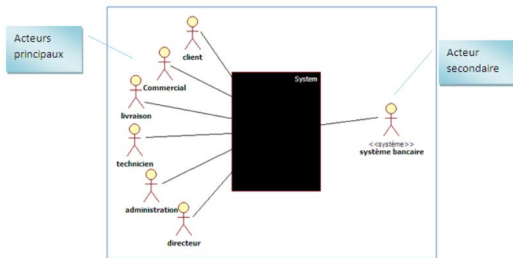 Acteurs
principaux
client
Commercial
livraison
technicien
administration
directeur
System
Acteur
secondaire
<<système>>
système bancaire